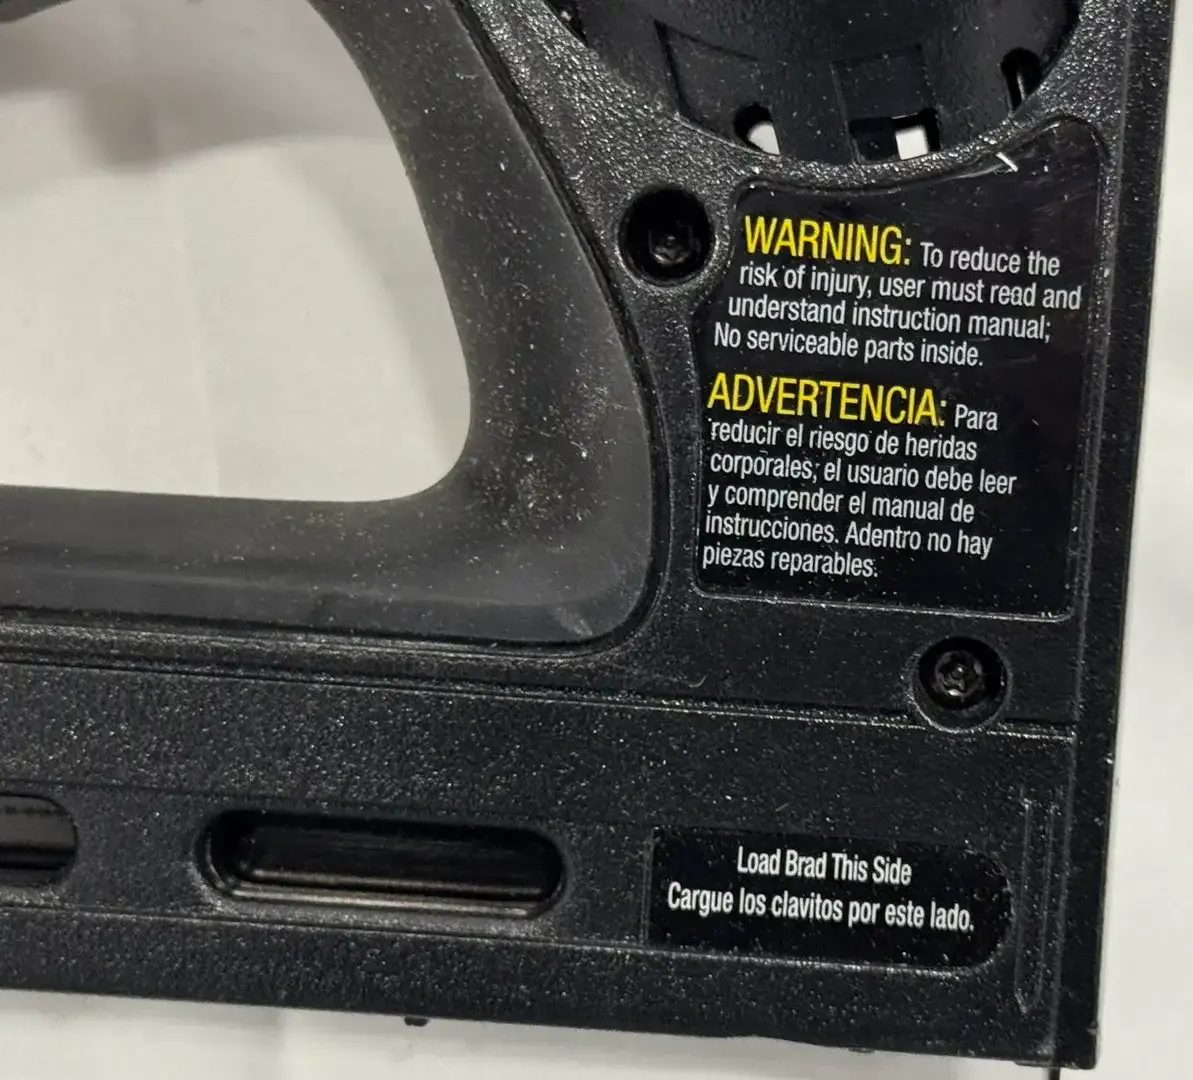 WARNING: To reduce the
risk of injury, user must read and
understand instruction manual;
No serviceable parts inside.
ADVERTENCIA: Para
reducir el riesgo de heridas
corporales, el usuario debe leer
y comprender el manual de
instrucciones. Adentro no hay
piezas reparables.
Load Brad This Side
Cargue los clavitos por este lado.